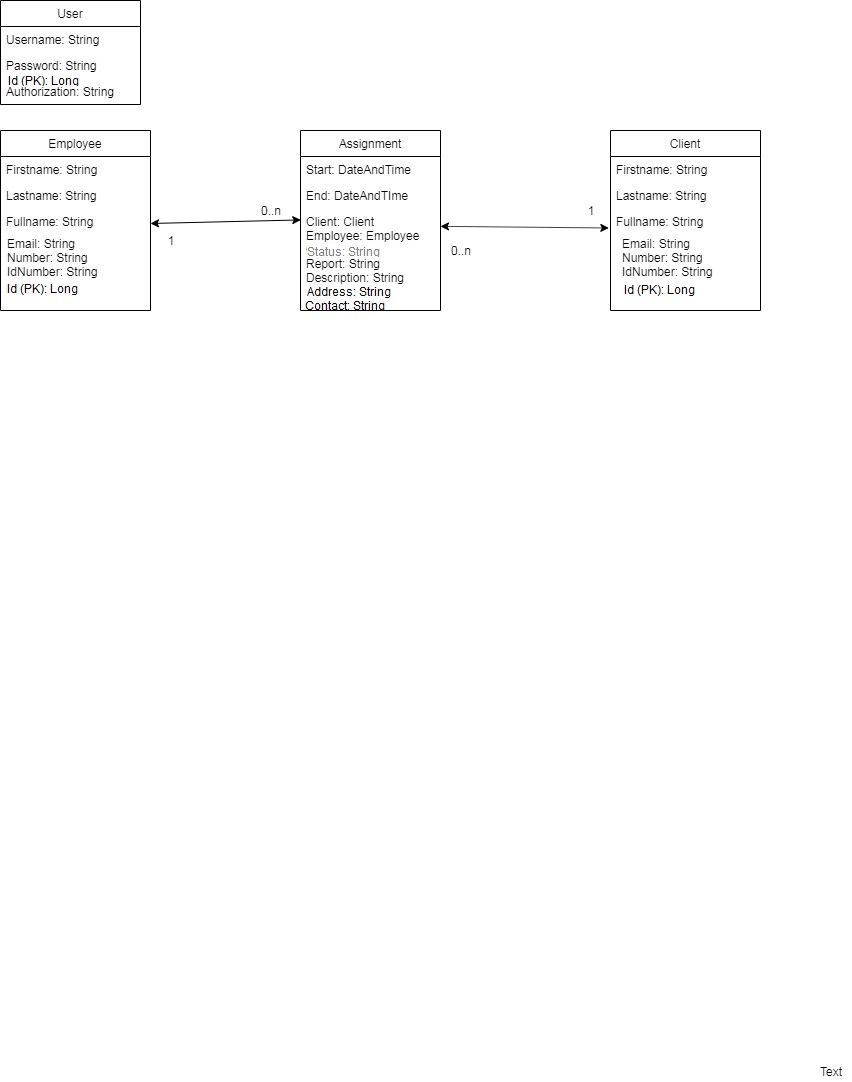 User
Username: String
Password: String
Id (PK): Long
Authorization: String
Employee
Firstname: String
Lastname: String
Fullname: String
Email: String
Number: String
IdNumber: String
Id (PK): Long
1
0..n
Assignment
Start: DateAndTime
End: DateAndTIme
Client: Client
Employee: Employee
Status: String
Report: String
Description: String
Address: String
Contact: String
0..n
1
Client
Firstname: String
Lastname: String
Fullname: String
Email: String
Number: String
IdNumber: String
Id (PK): Long
Text